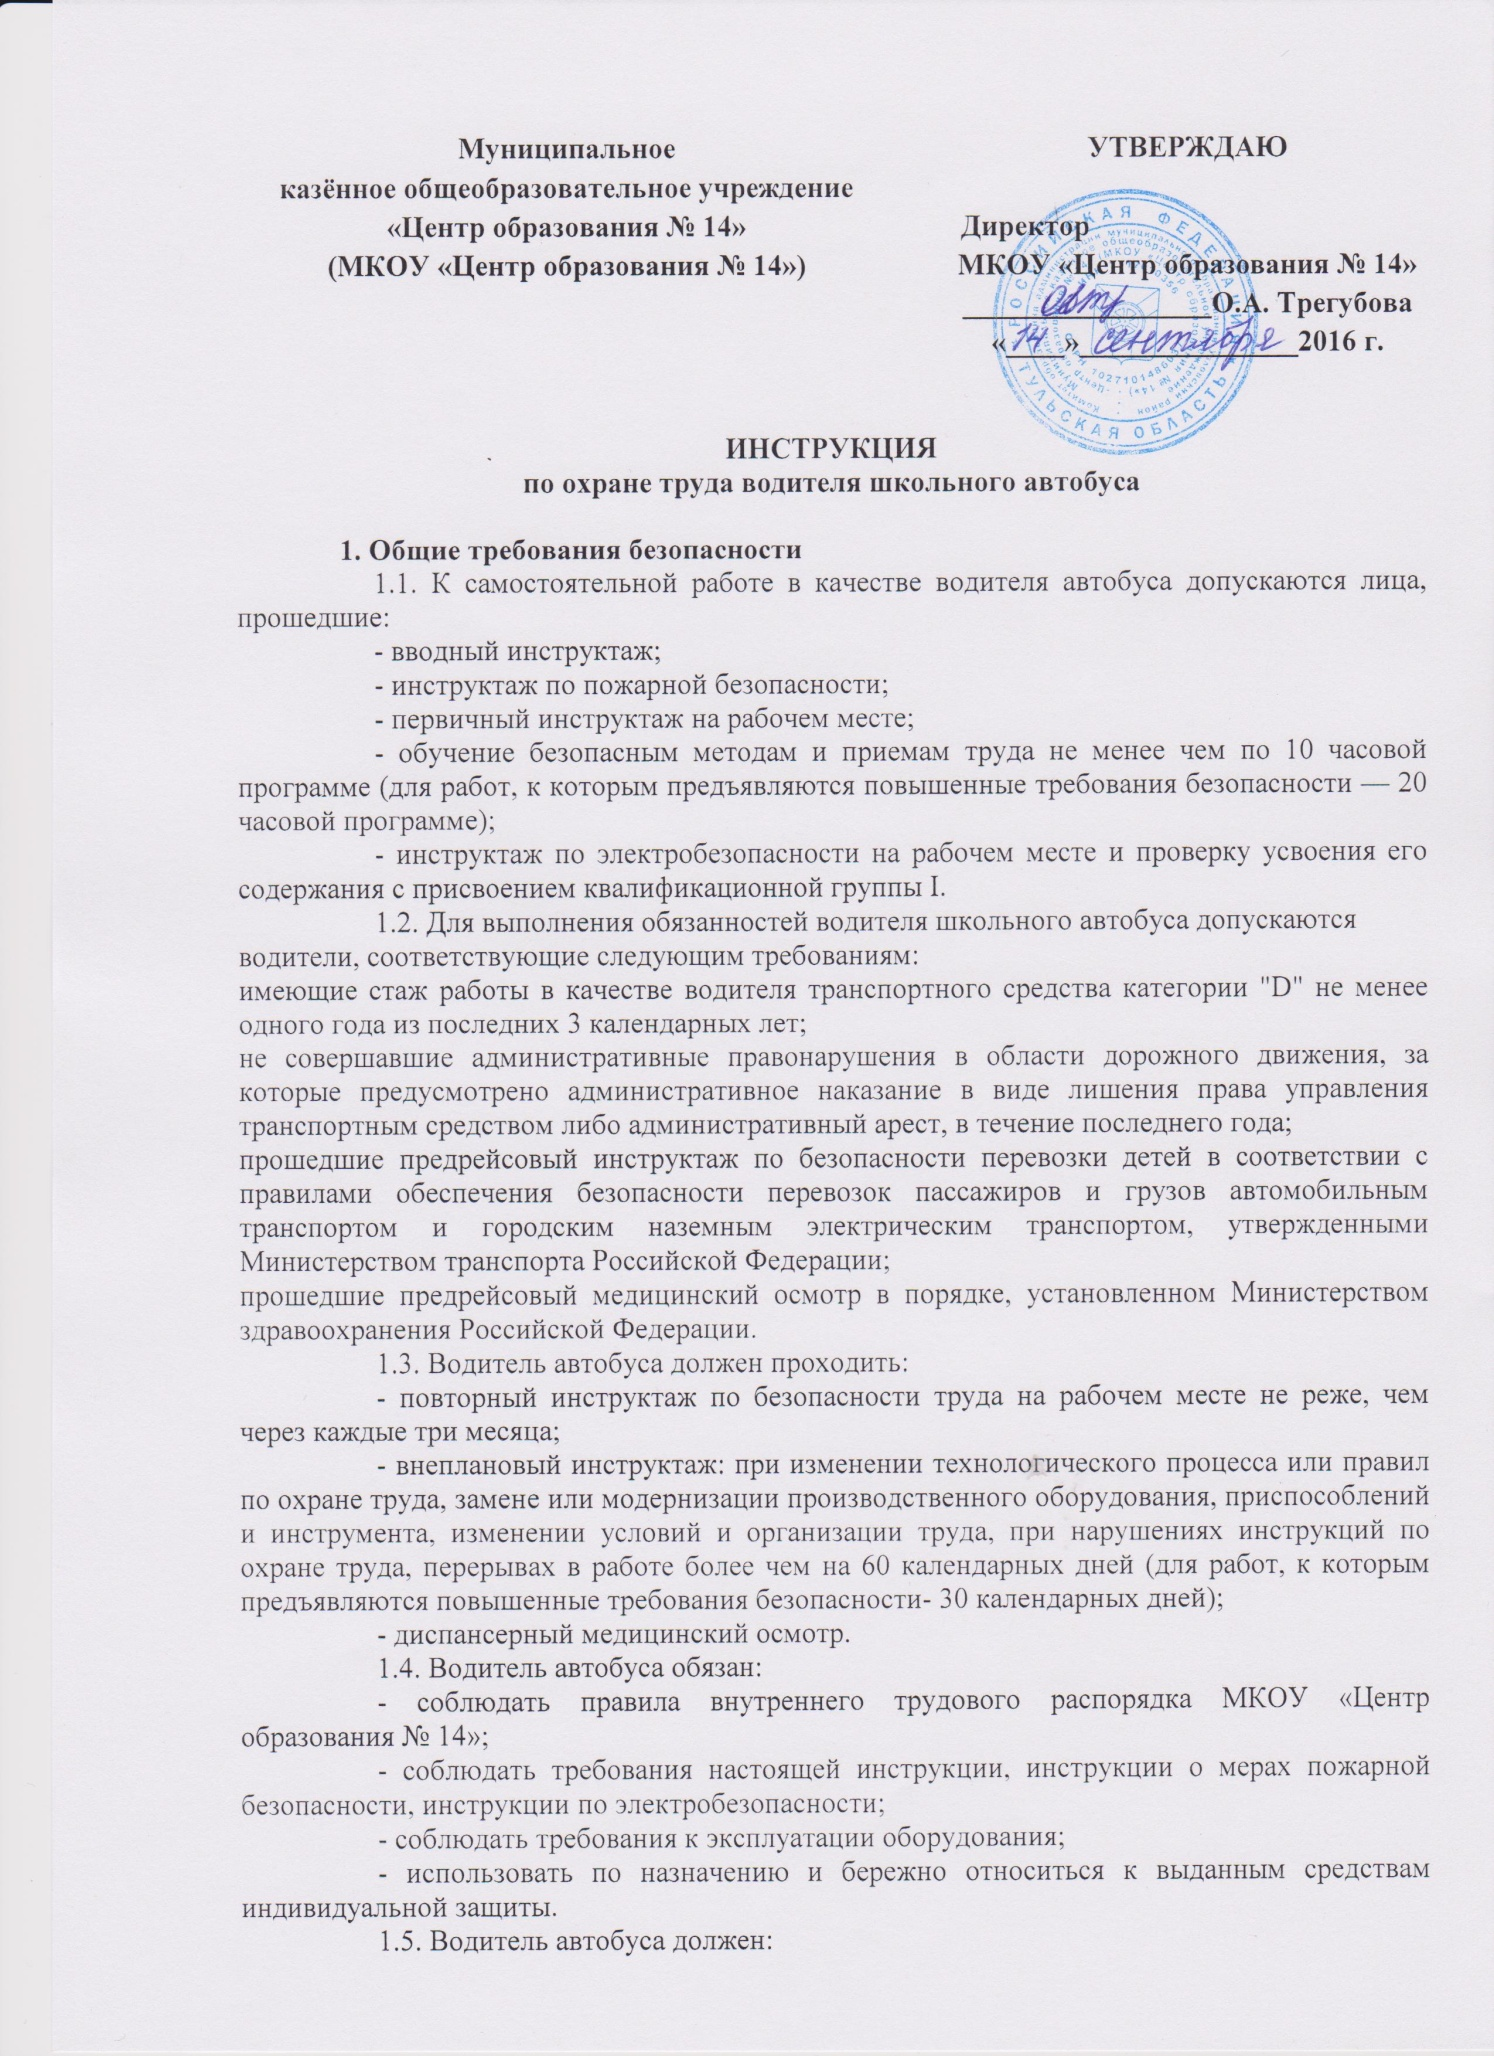 Муниципальное
казённое общеобразовательное учреждение
«Центр образования № 14»
(МКОУ «Центр образования № 14»)
УТВЕРЖДАЮ
Директор
МКОУ «Центр образования № 14»
О.А. Трегубова
«14» сентября 2016 г.
РОССИЙСКАЯ ФЕДЕРАЦИЯ
ТУЛЬСКАЯ ОБЛАСТЬ
ИНСТРУКЦИЯ
по охране труда водителя школьного автобуса
1. Общие требования безопасности
1.1. К самостоятельной работе в качестве водителя автобуса допускаются лица,
прошедшие:
- вводный инструктаж;
- инструктаж по пожарной безопасности;
- первичный инструктаж на рабочем месте;
- обучение безопасным методам и приемам труда не менее чем по 10 часовой
программе (для работ, к которым предъявляются повышенные требования безопасности — 20
часовой программе);
- инструктаж по электробезопасности на рабочем месте и проверку усвоения его
содержания с присвоением квалификационной группы I.
1.2. Для выполнения обязанностей водителя школьного автобуса допускаются
водители, соответствующие следующим требованиям:
имеющие стаж работы в качестве водителя транспортного средства категории "D" не менее
одного года из последних 3 календарных лет;
не совершавшие административные правонарушения в области дорожного движения, за
которые предусмотрено административное наказание в виде лишения права управления
транспортным средством либо административный арест, в течение последнего года;
прошедшие предрейсовый инструктаж по безопасности перевозки детей в соответствии с
правилами обеспечения безопасности перевозок пассажиров и грузов автомобильным
транспортом и городским наземным электрическим транспортом, утвержденными
Министерством транспорта Российской Федерации;
прошедшие предрейсовый медицинский осмотр в порядке, установленном Министерством
здравоохранения Российской Федерации.
1.3. Водитель автобуса должен проходить:
- повторный инструктаж по безопасности труда на рабочем месте не реже, чем
через каждые три месяца;
- внеплановый инструктаж: при изменении технологического процесса или правил
по охране труда, замене или модернизации производственного оборудования, приспособлений
и инструмента, изменении условий и организации труда, при нарушениях инструкций по
охране труда, перерывах в работе более чем на 60 календарных дней (для работ, к которым
предъявляются повышенные требования безопасности- 30 календарных дней);
- диспансерный медицинский осмотр.
1.4. Водитель автобуса обязан:
- соблюдать правила внутреннего трудового распорядка МКОУ «Центр
образования № 14»;
- соблюдать требования настоящей инструкции, инструкции о мерах пожарной
безопасности, инструкции по электробезопасности;
- соблюдать требования к эксплуатации оборудования;
- использовать по назначению и бережно относиться к выданным средствам
индивидуальной защиты.
1.5. Водитель автобуса должен: